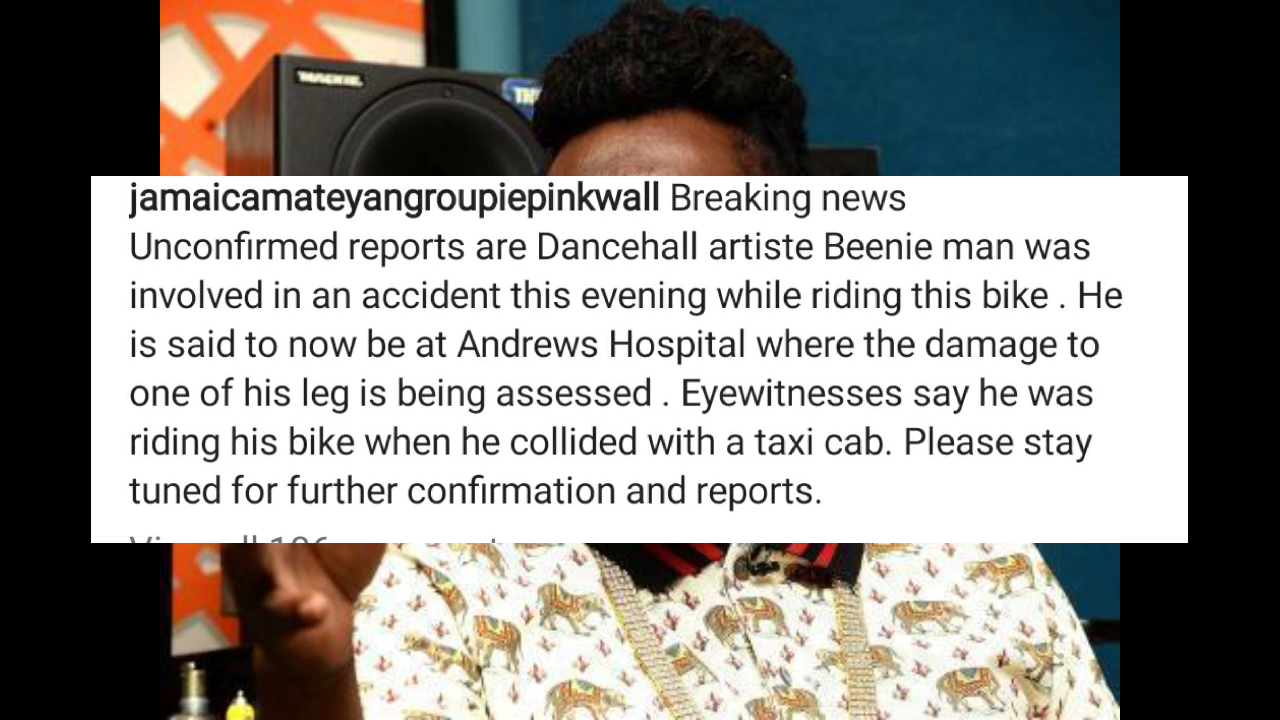 MACKIE.
jamaicamateyangroupiepinkwall Breaking news
Unconfirmed reports are Dancehall artiste Beenie man was
involved in an accident this evening while riding this bike . He
is said to now be at Andrews Hospital where the damage to
one of his leg is being assessed . Eyewitnesses say he was
riding his bike when he collided with a taxi cab. Please stay
tuned for further confirmation and reports.